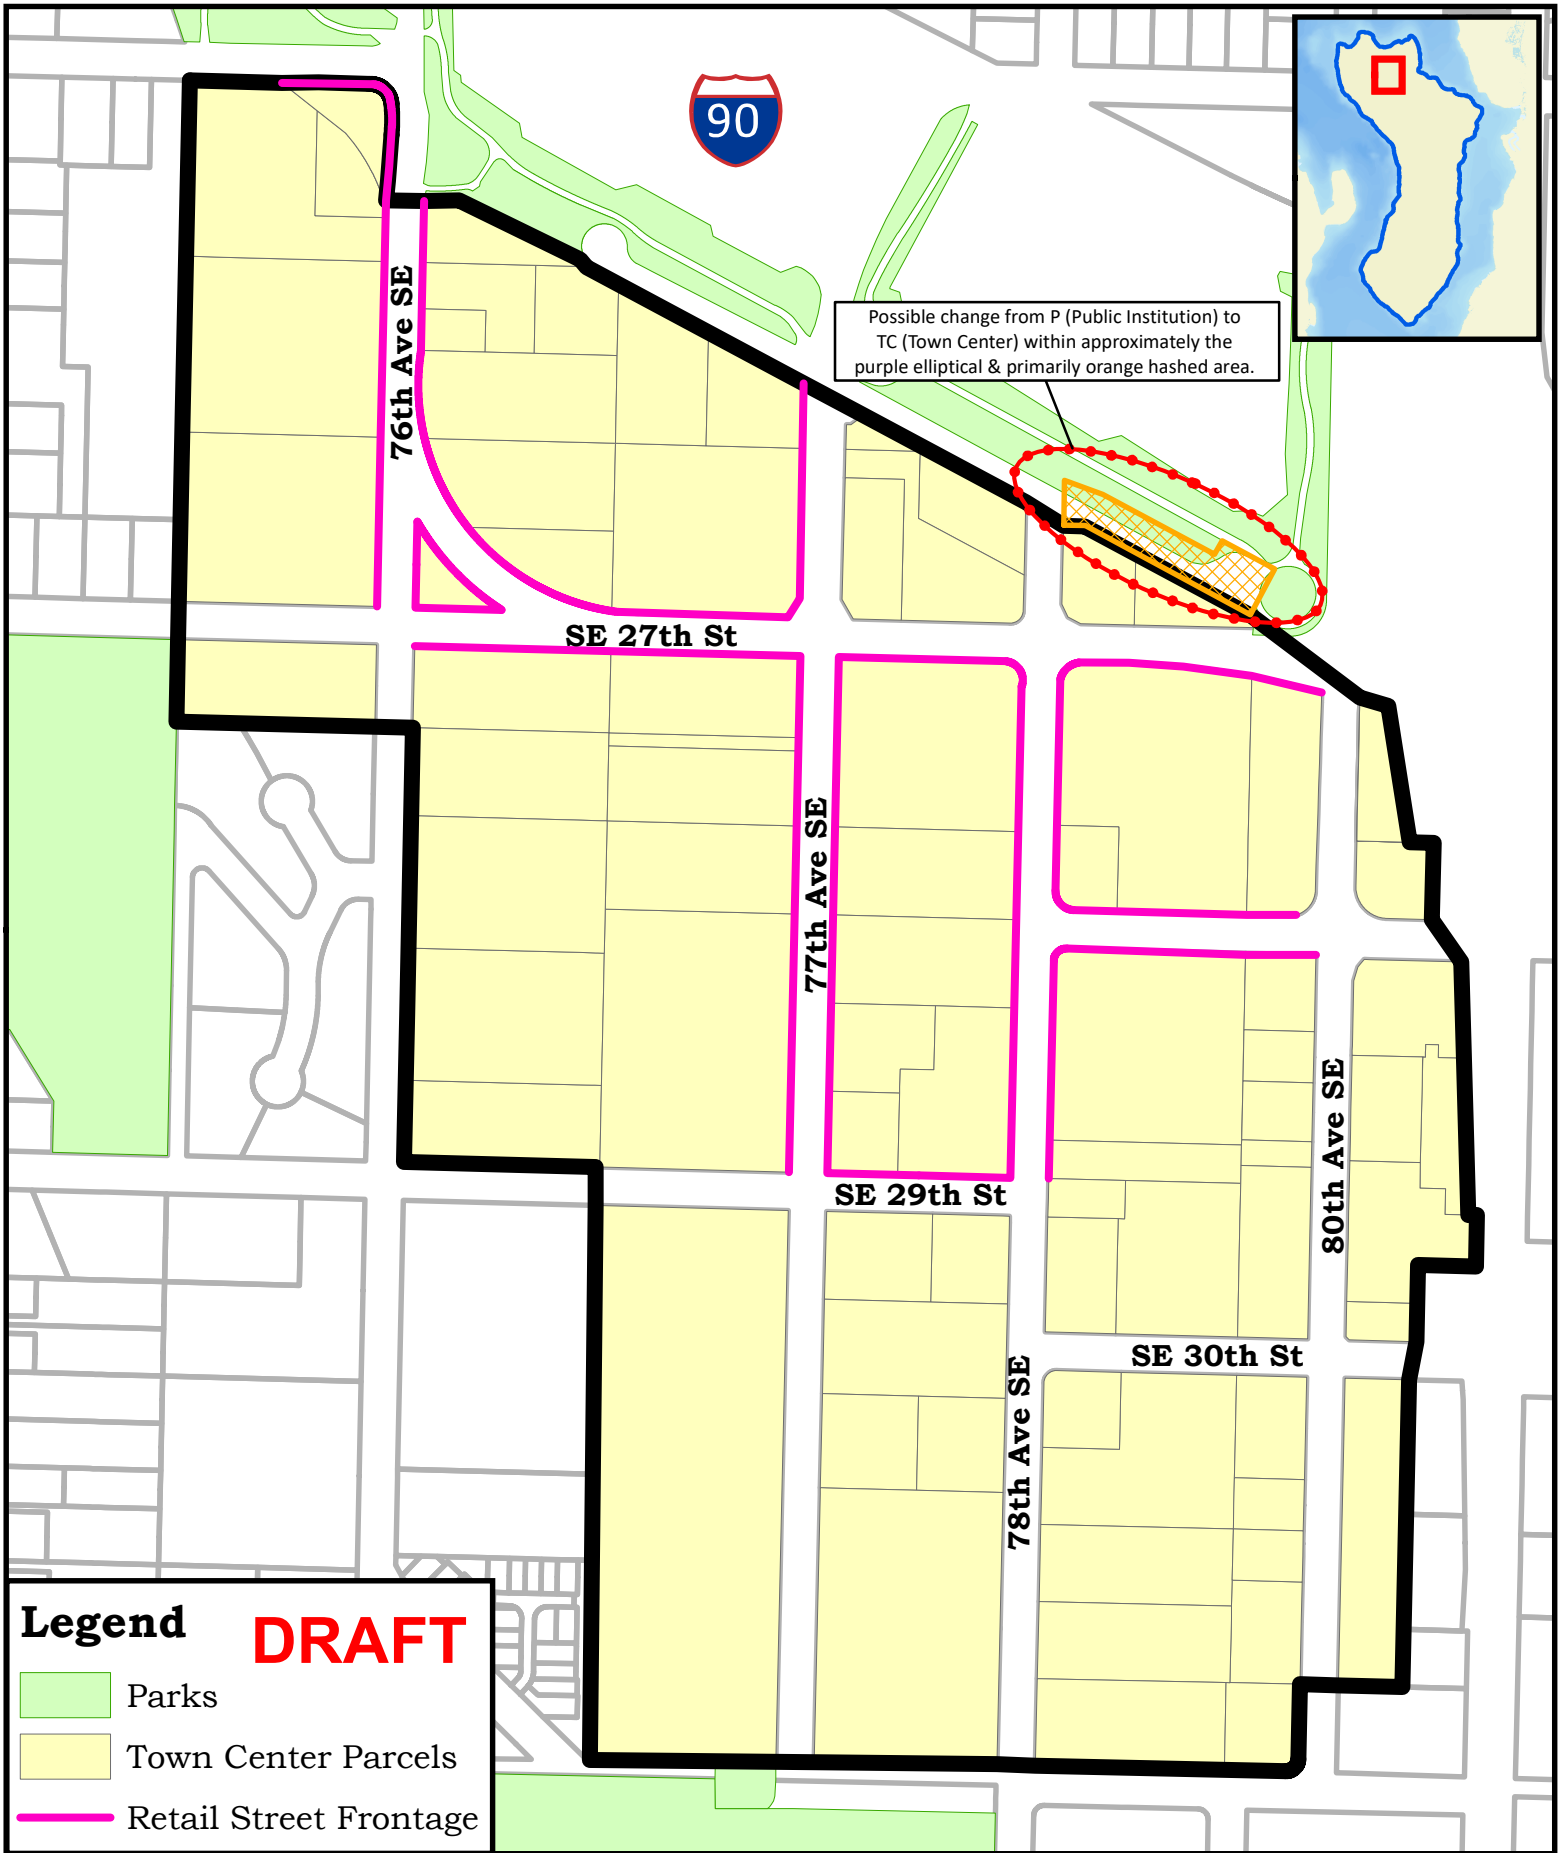 90
Possible change from P (Public Institution) to
TC (Town Center) within approximately the
purple elliptical & primarily orange hashed area.
76th Ave SE
SE 27th St
77th Ave SE
SE 29th St
80th Ave SE
SE 30th St
78th Ave SE
Legend
DRAFT
Parks
Town Center Parcels
Retail Street Frontage